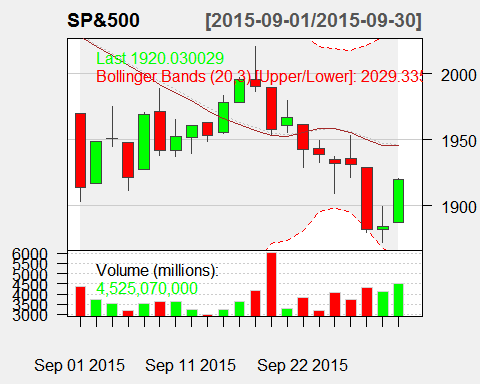 SP&500 [2015-09-01/2015-09-30]
Last 1920.030029
Bollinger Bands (20,3) [Upper/Lower]: 2029.335
2000
1950
1900
Volume (millions):
4,525,070,000
6000
5500
5000
4500
4000
3500
3000
Sep 01 2015 Sep 11 2015 Sep 22 2015